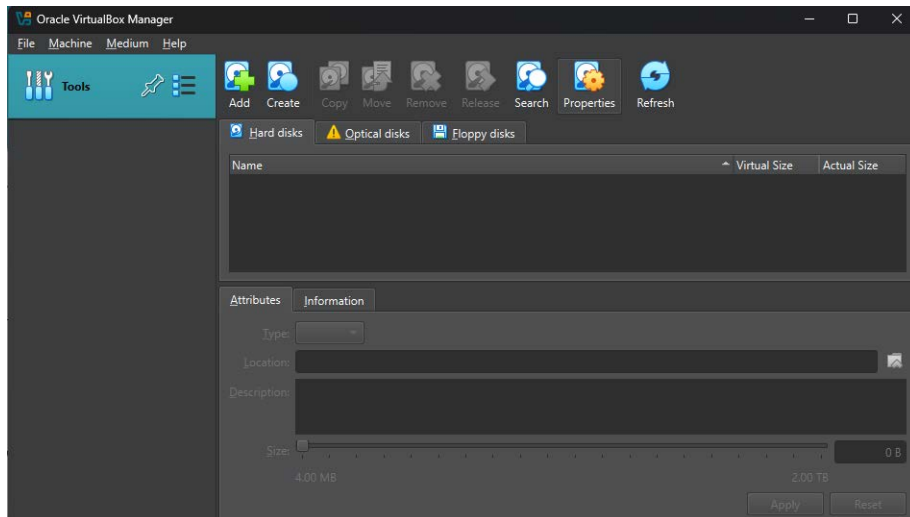 Oracle VirtualBox Manager
File Machine Medium Help
Tools
Add Create Copy Move Remove Release Search Properties Refresh
Hard disks Optical disks Floppy disks
Name Virtual Size Actual Size
Attributes Information
Type:
Location:
Description:
Size: 0 B
4.00 MB 2.00 TB
Apply Reset